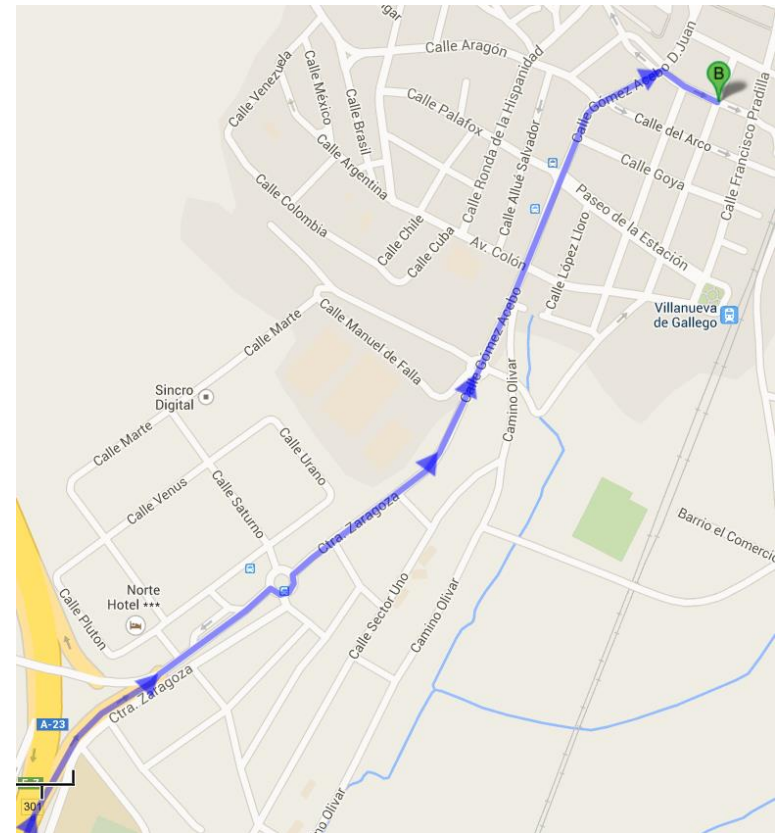 Calle Aragón
Calle Gómez Acebo D.Juan
B
Calle Venezuela
Calle México
Calle Brasil
Calle Palafox
Calle Ronda de la Hispanidad
Calle Allué Salvador
Calle del Arco
Calle Francisco Pradilla
Calle Argentina
Calle Goya
Calle Colombia
Calle Chile
Calle Cuba
Av. Colón
Calle López Lloro
Paseo de la Estación
Villanueva
de Gallego
Calle Marte
Calle Manuel de Falla
Calle Gómez Acebo
Camino Olivar
Sincro
Digital
Calle Marte
Calle Urano
Calle Venus
Calle Saturno
Ctra. Zaragoza
Barrio el Comercio
Norte
Hotel ***
Calle Pluton
Calle Sector Uno
Camino Olivar
Ctra. Zaragoza
A-23
301
no Olivar